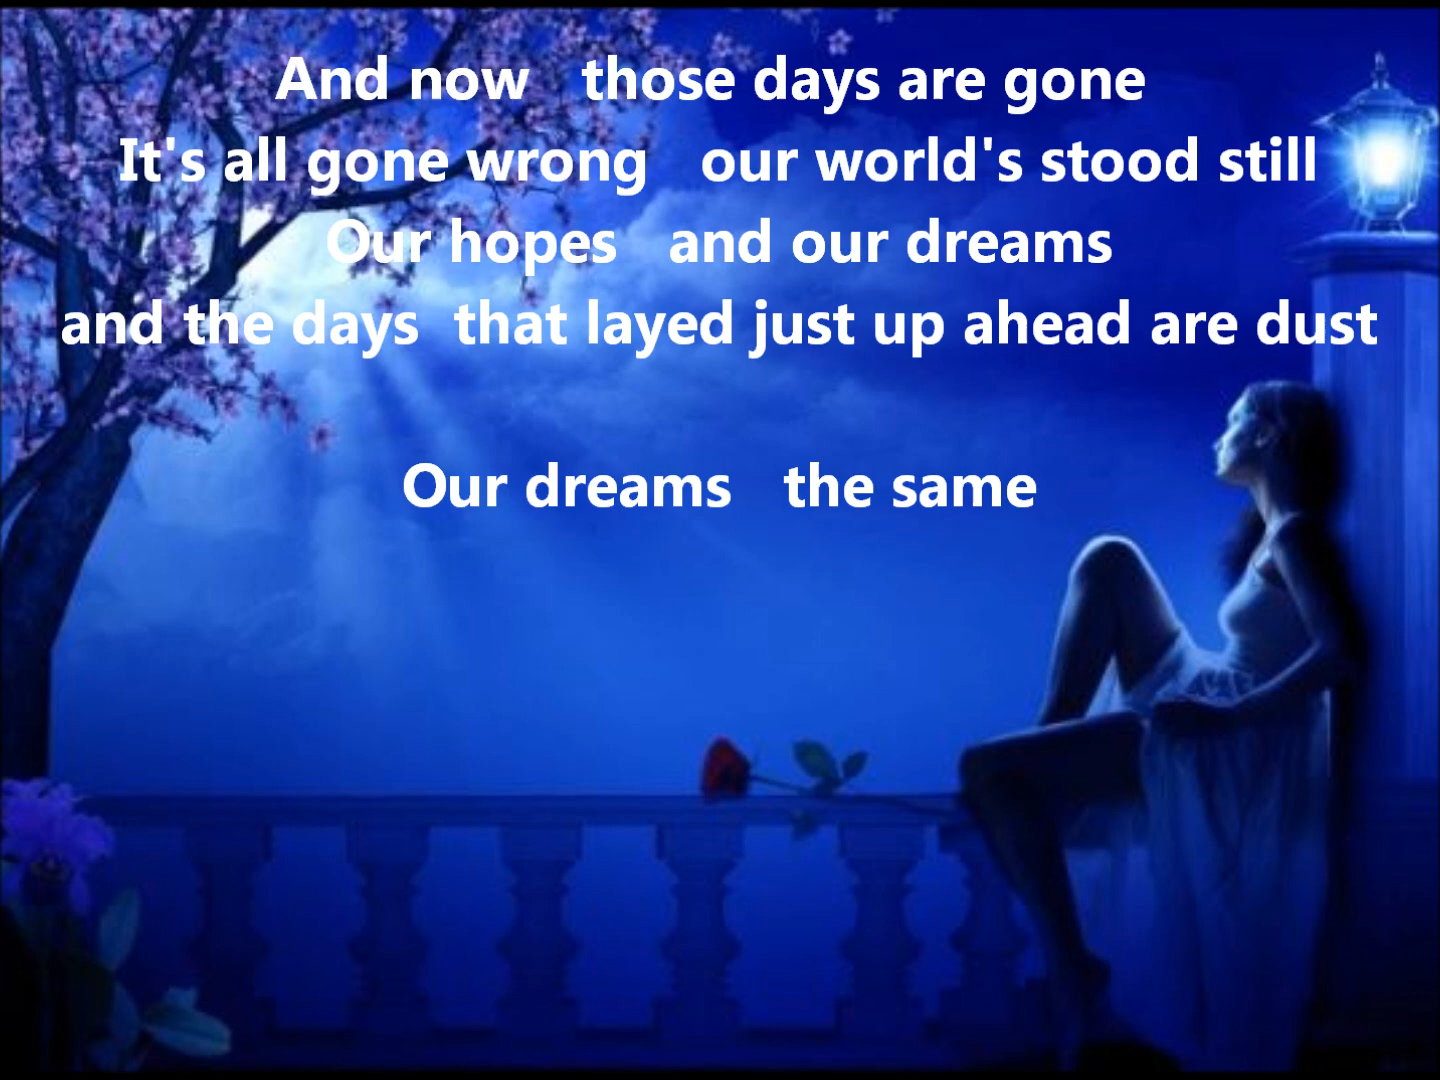 And now those days are gone
It's all gone wrong our world's stood still
Our hopes and our dreams
and the days that layed just up ahead are dust
Our dreams the same